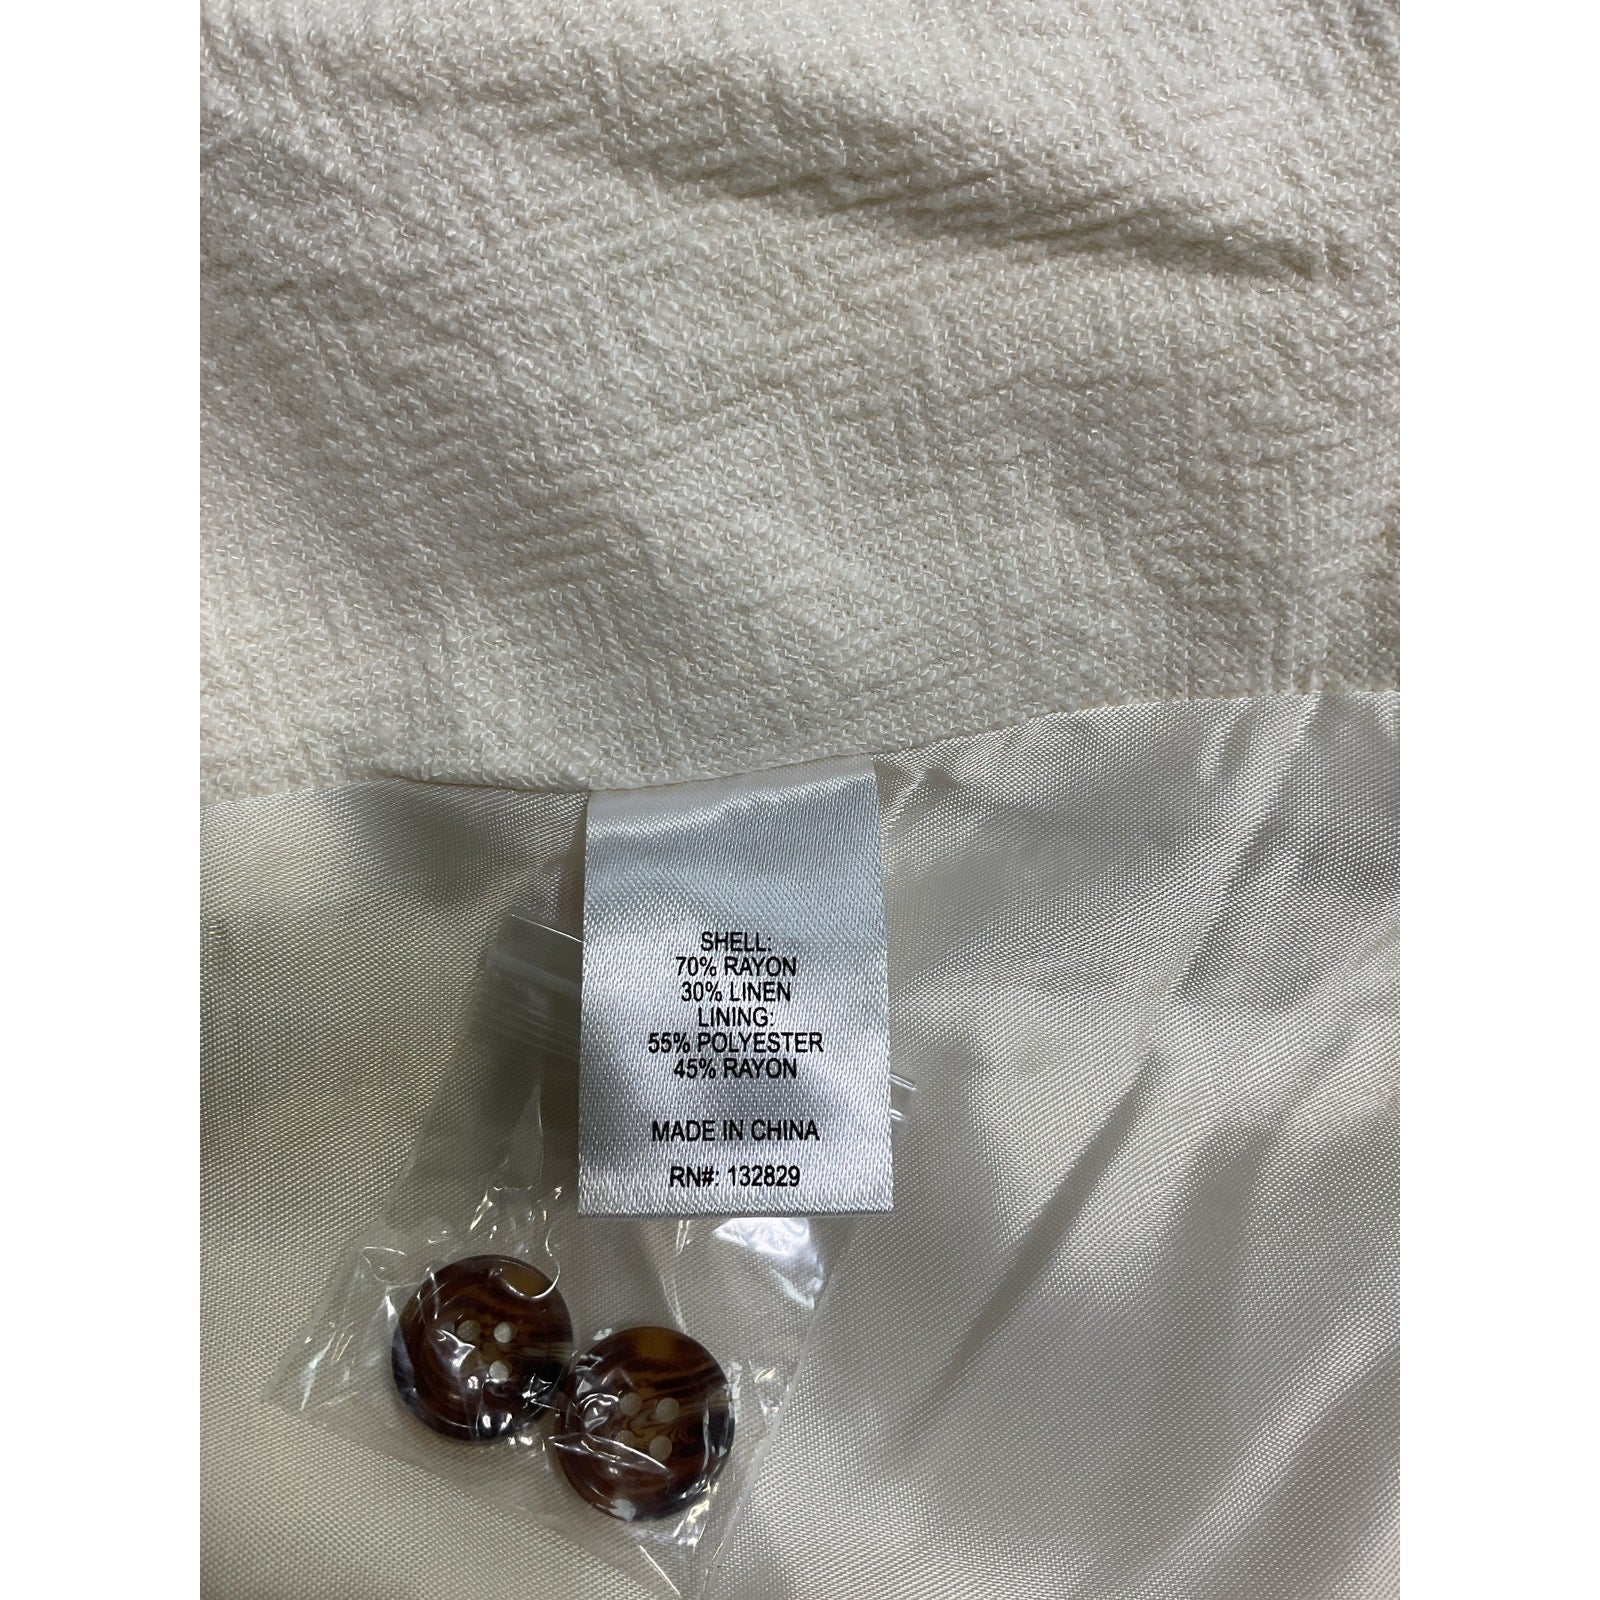 SHELL:
70% RAYON
30% LINEN
LINING:
55% POLYESTER
45% RAYON
MADE IN CHINA
RN#: 132829